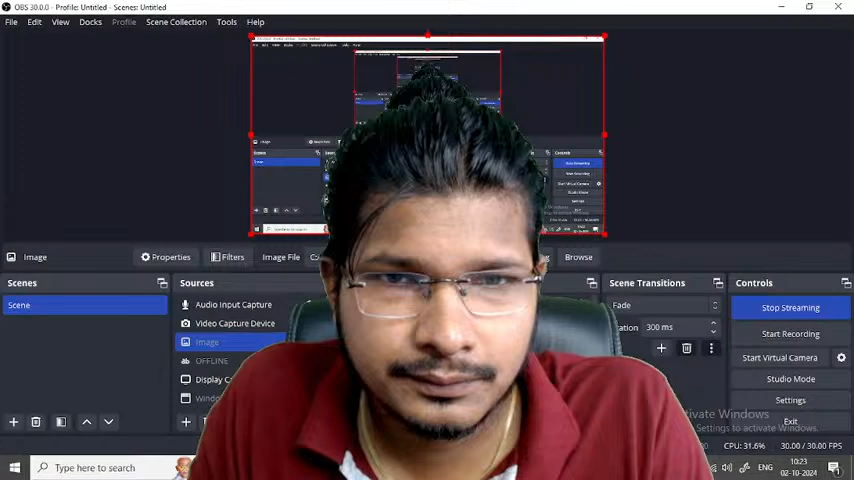 OBS 30.0.0 - Profile: Untitled - Scenes: Untitled
File Edit View Docks Profile Scene Collection Tools Help
Image Properties Filters Image File Browse
Scenes
Scene
Sources
Audio Input Capture
Video Capture Device
Image
OFFLINE
Display
Scene Transitions
Fade
300 ms
Controls
Stop Streaming
Start Recording
Start Virtual Camera
Studio Mode
Settings
Exit
Activate Windows
Settings to activate Windows.
CPU: 31.6% 30.00 / 30.00 FPS
Type here to search
ENG
10:23
02-10-2024